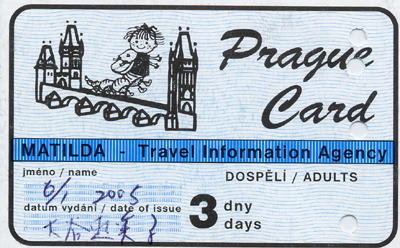 Prague
Card
MATILDA - Travel Information Agency
jméno / name
DOSPĚLÍ / ADULTS
6/1 2005
datum vydání / date of issue
3 dny
days